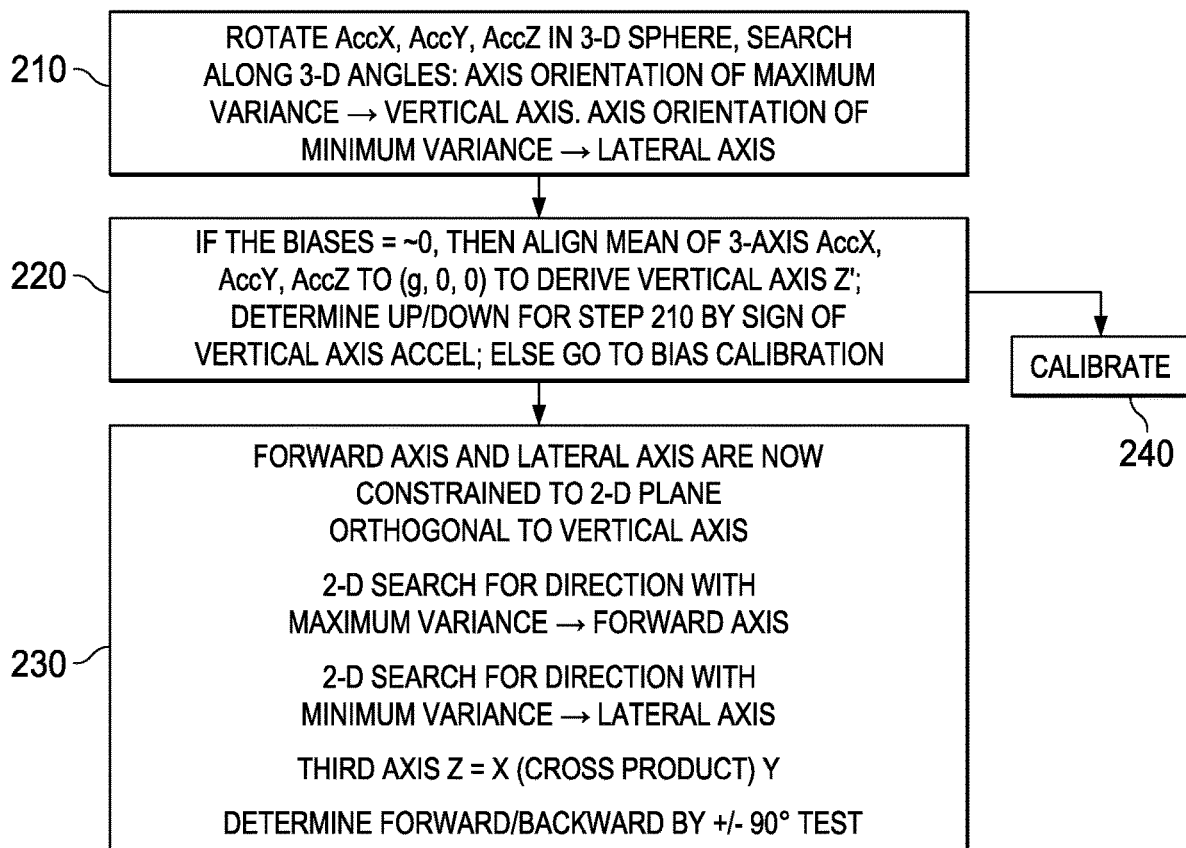 210
ROTATE AccX, AccY, AccZ IN 3-D SPHERE, SEARCH
ALONG 3-D ANGLES: AXIS ORIENTATION OF MAXIMUM
VARIANCE → VERTICAL AXIS. AXIS ORIENTATION OF
MINIMUM VARIANCE → LATERAL AXIS
220
IF THE BIASES = ~0, THEN ALIGN MEAN OF 3-AXIS AccX,
AccY, AccZ TO (g, 0, 0) TO DERIVE VERTICAL AXIS Z';
DETERMINE UP/DOWN FOR STEP 210 BY SIGN OF
VERTICAL AXIS ACCEL; ELSE GO TO BIAS CALIBRATION
CALIBRATE
240
230
FORWARD AXIS AND LATERAL AXIS ARE NOW
CONSTRAINED TO 2-D PLANE
ORTHOGONAL TO VERTICAL AXIS
2-D SEARCH FOR DIRECTION WITH
MAXIMUM VARIANCE → FORWARD AXIS
2-D SEARCH FOR DIRECTION WITH
MINIMUM VARIANCE → LATERAL AXIS
THIRD AXIS Z = X (CROSS PRODUCT) Y
DETERMINE FORWARD/BACKWARD BY +/- 90° TEST